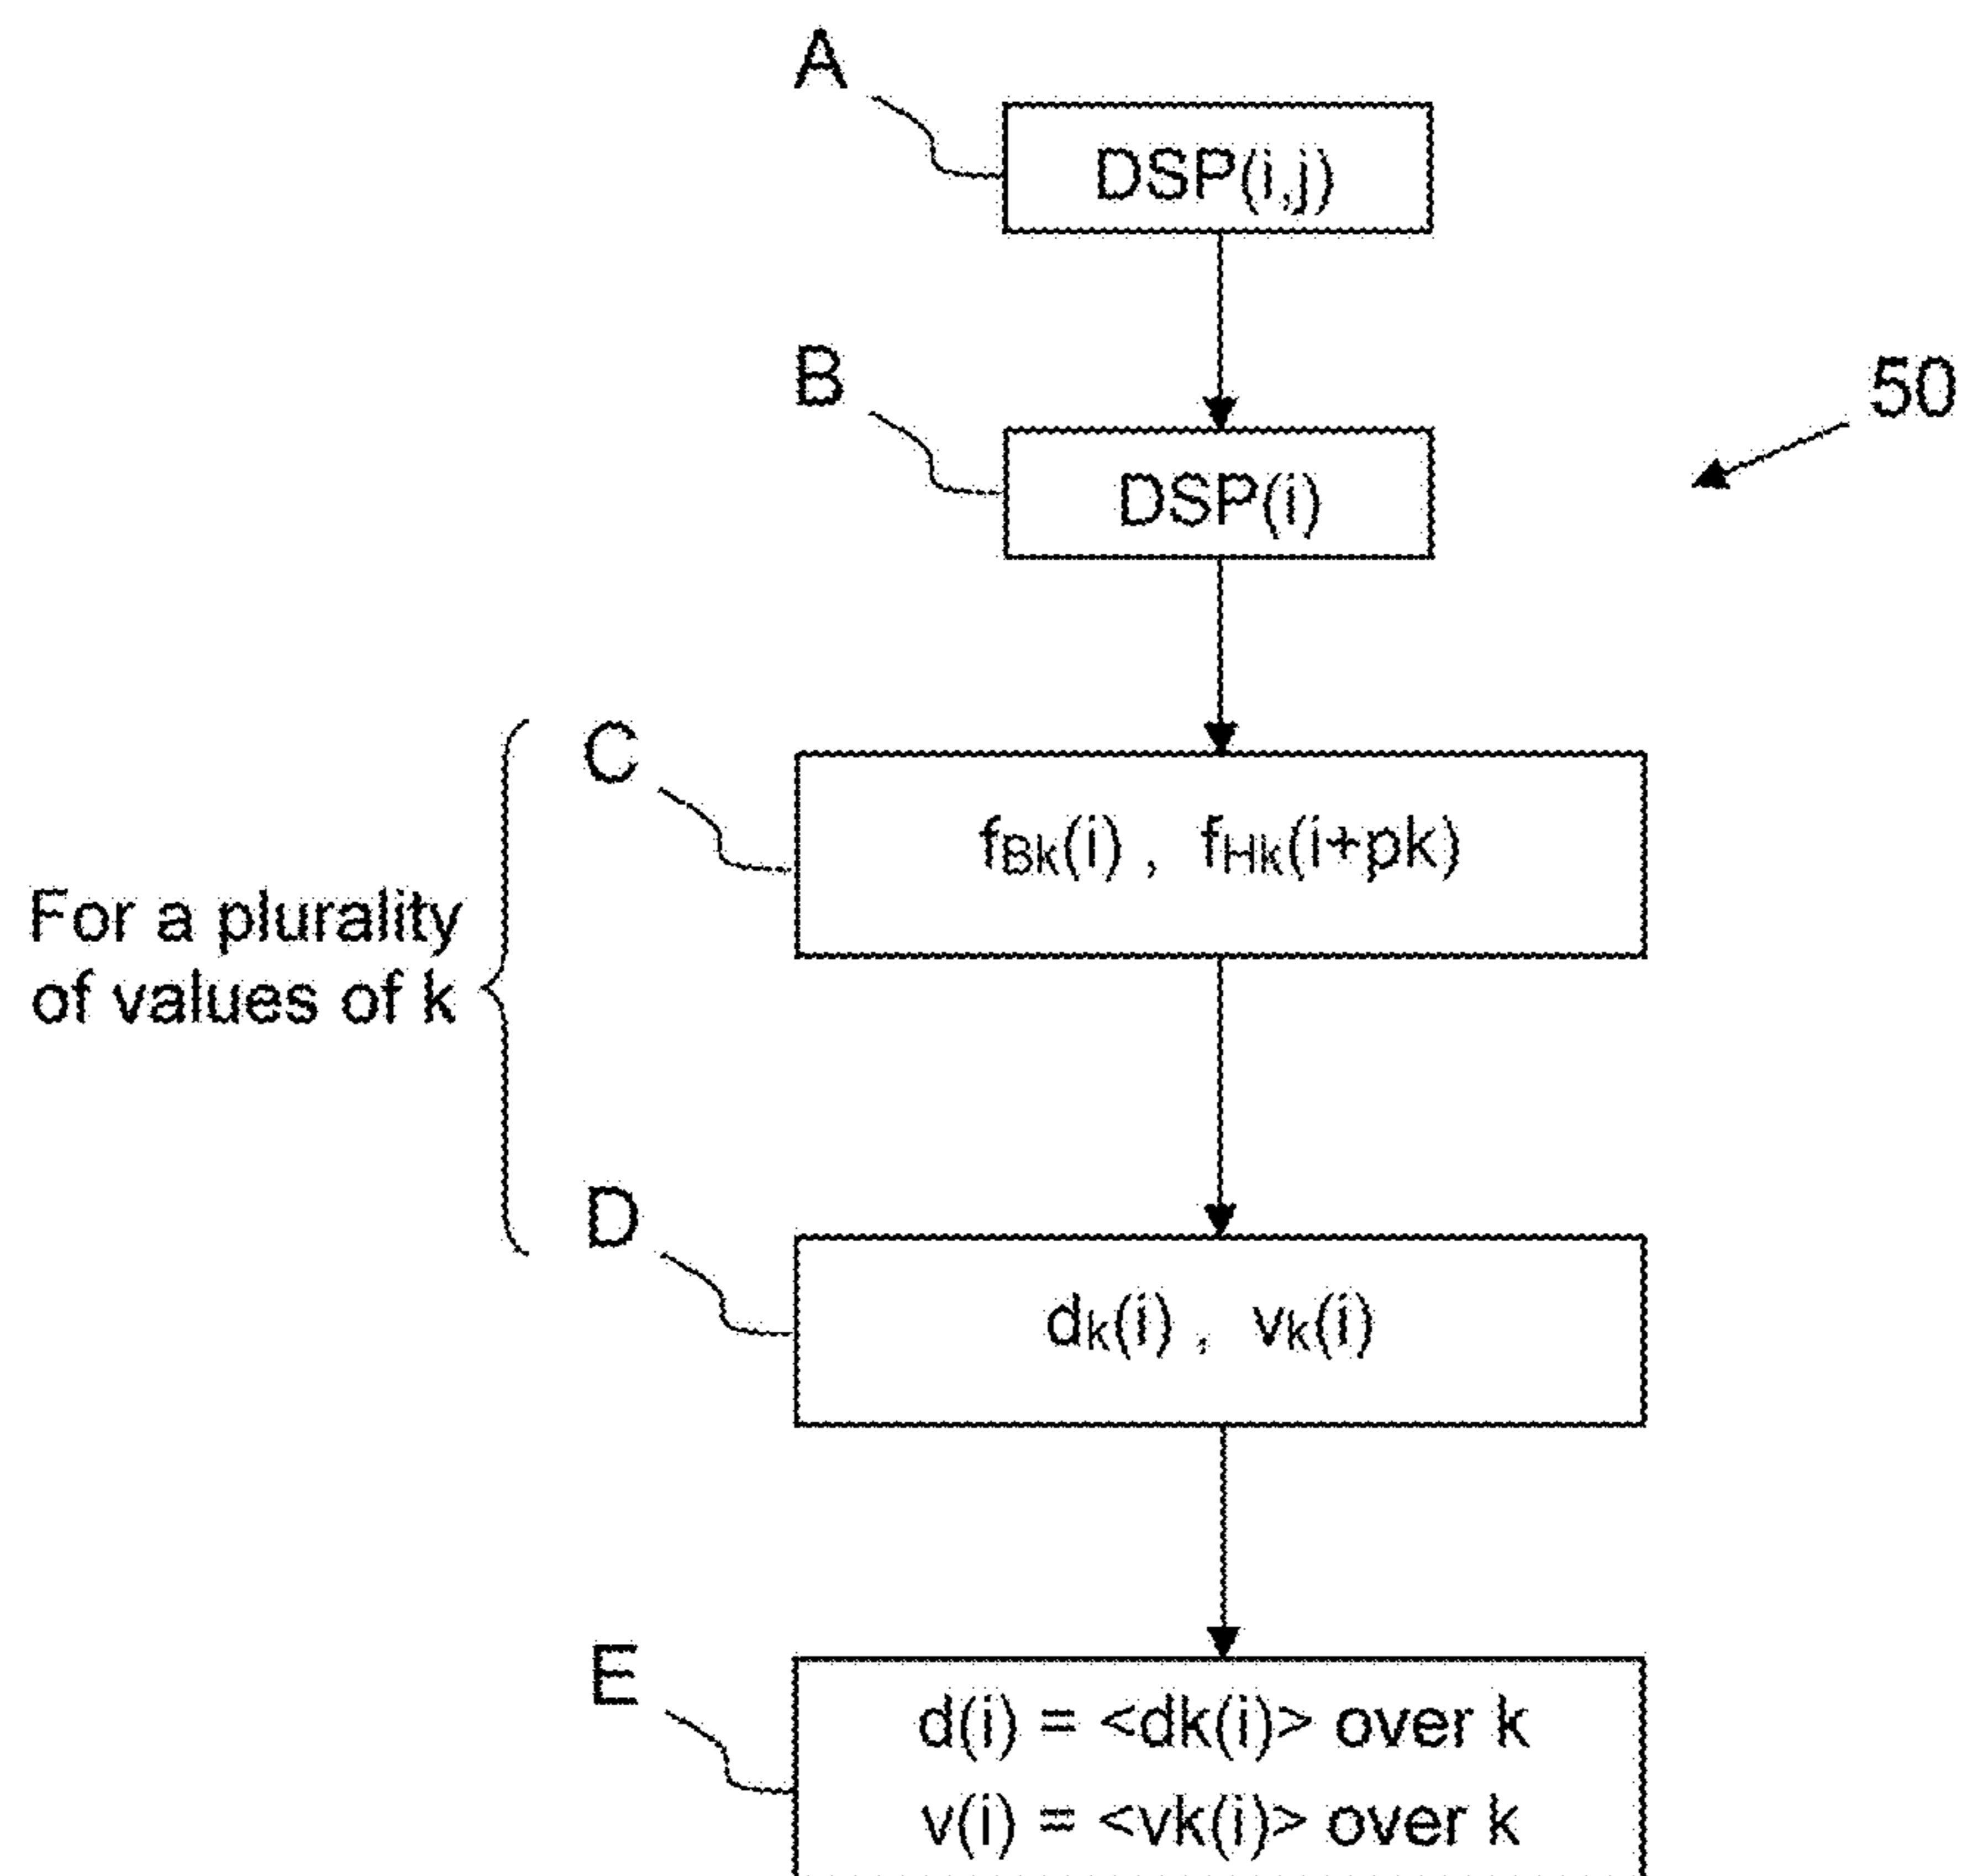 A
DSP(i,j)
B
50
DSP(i)
C
fBk(i) , fHk(i+pk)
For a plurality
of values of k
D
dk(i) , vk(i)
E
d(i) = <dk(i)> over k
v(i) = <vk(i)> over k